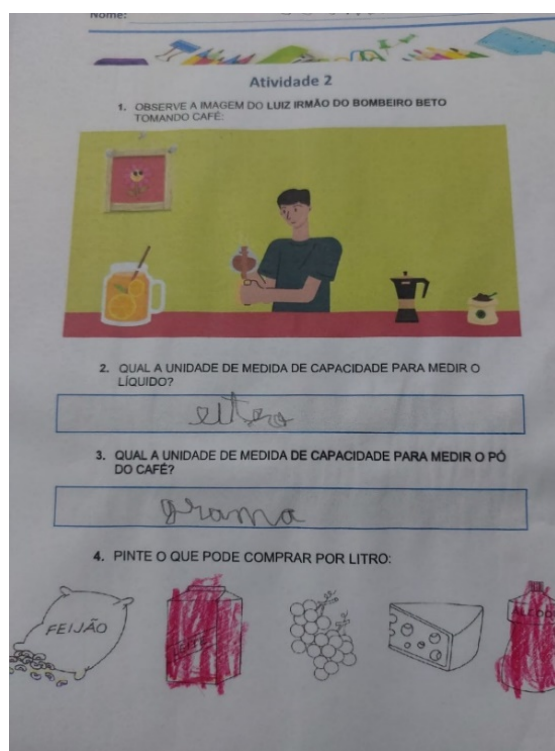 Nome:
Atividade 2
1. OBSERVE A IMAGEM DO LUIZ IRMÃO DO BOMBEIRO BETO
TOMANDO CAFÉ:
2. QUAL A UNIDADE DE MEDIDA DE CAPACIDADE PARA MEDIR O
LÍQUIDO?
litro
3. QUAL A UNIDADE DE MEDIDA DE CAPACIDADE PARA MEDIR O PÓ
DO CAFÉ?
grama
4. PINTE O QUE PODE COMPRAR POR LITRO:
FEIJÃO
LEITE